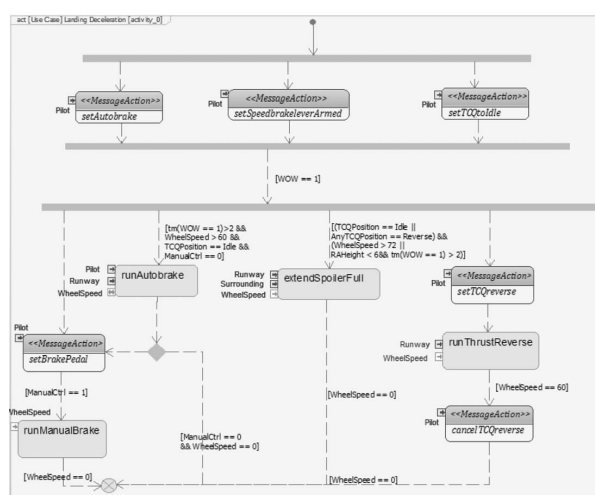 act [Use Case] Landing Deceleration [activity_0]
<<MessageAction>>
Pilot
setAutobrake
<<MessageAction>>
Pilot
setSpeedbrakeleverArmed
<<MessageAction>>
Pilot
setTCQtoIdle
[WOW == 1]
[tm(WOW == 1)>2 &&
WheelSpeed > 60 &&
TCQPosition == Idle &&
ManualCtrl == 0]
[(TCQPosition == Idle ||
AnyTCQPosition == Reverse) &&
(WheelSpeed > 72 ||
RAHeight < 6&& tm(WOW == 1) > 2)]
Pilot
Runway
WheelSpeed
runAutobrake
Runway
Surrounding
WheelSpeed
extendSpoilerFull
<<MessageAction>>
Pilot
setTCQreverse
Pilot
<<MessageAction>
setBrakePedal
Runway
WheelSpeed
runThrustReverse
[ManualCtrl == 1]
[WheelSpeed == 0]
[WheelSpeed == 60]
WheelSpeed
runManualBrake
[ManualCtrl == 0
&& WheelSpeed == 0]
<<MessageAction>>
Pilot
cancelTCQreverse
[WheelSpeed == 0]
[WheelSpeed == 0]